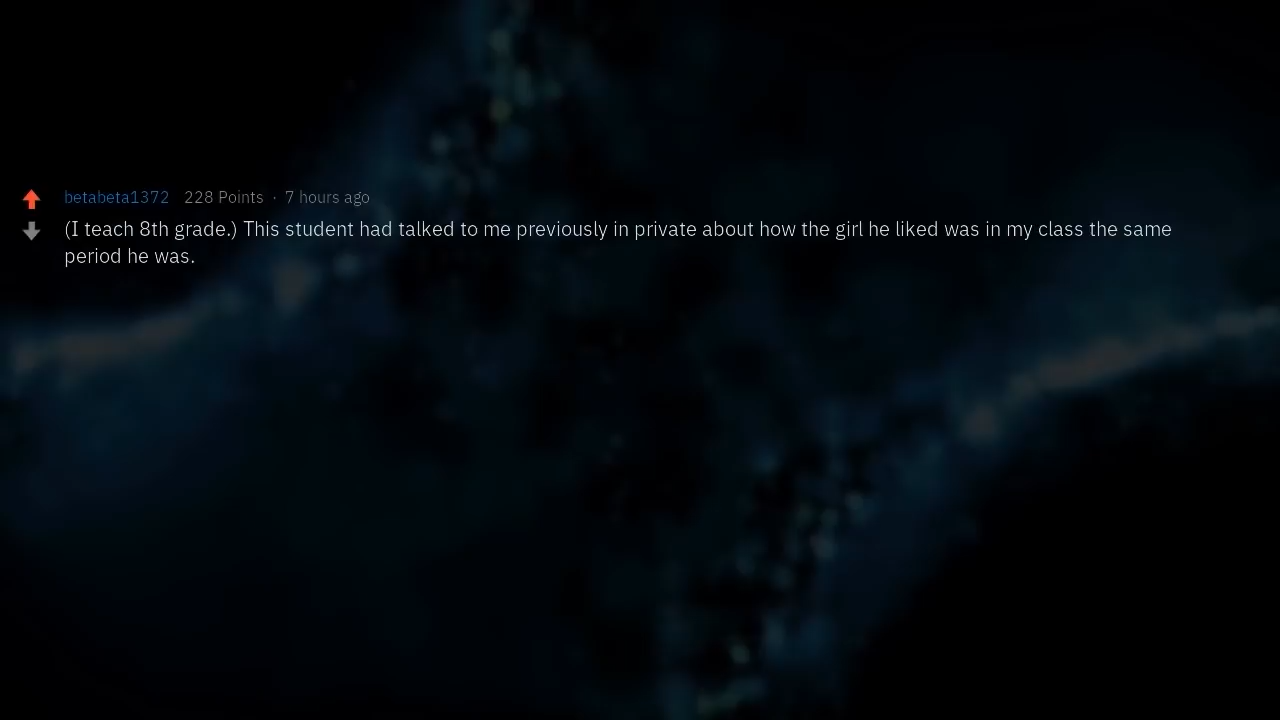 betabeta1372 228 Points · 7 hours ago
(I teach 8th grade.) This student had talked to me previously in private about how the girl he liked was in my class the same
period he was.